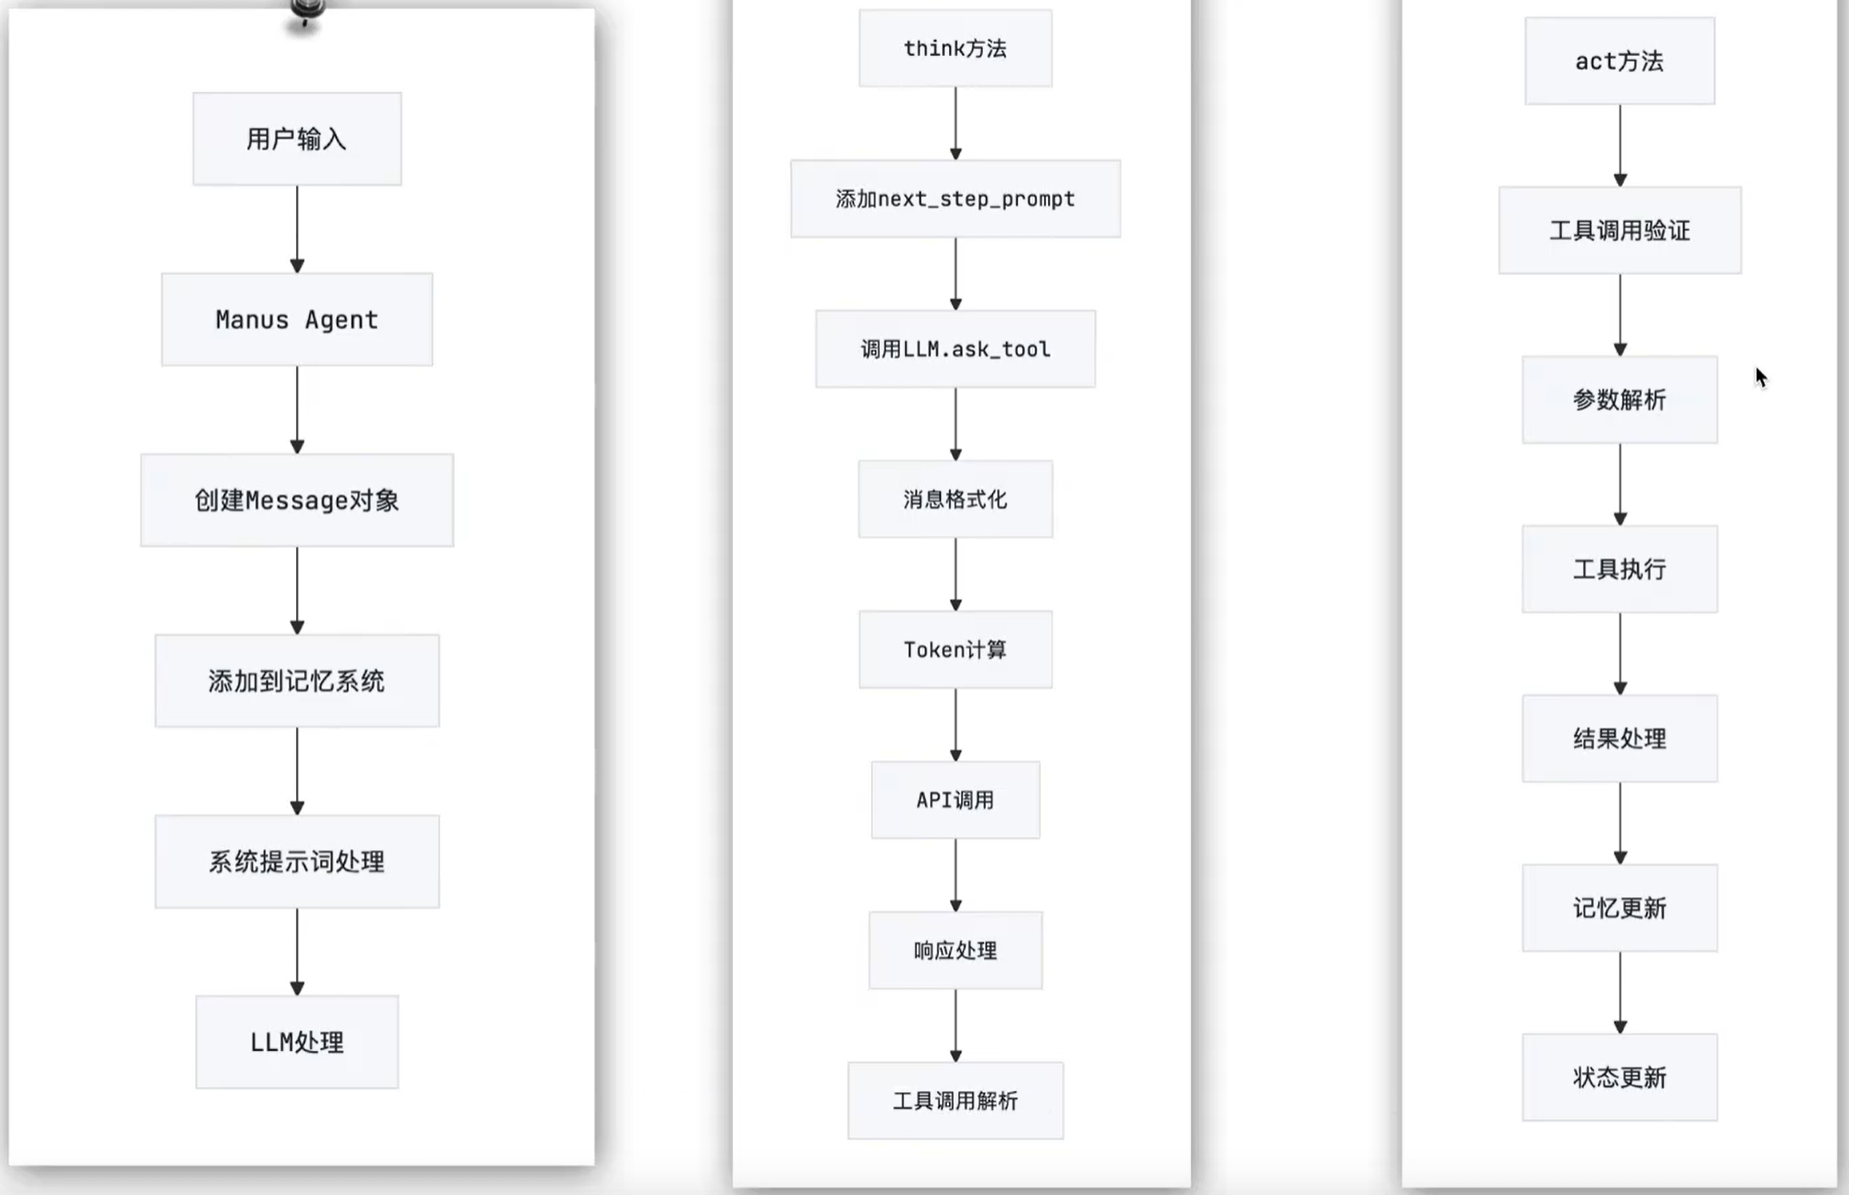 用户输入
Manus Agent
创建Message对象
添加到记忆系统
系统提示词处理
LLM处理
think方法
添加next_step_prompt
调用LLM.ask_tool
消息格式化
Token计算
API调用
响应处理
工具调用解析
act方法
工具调用验证
参数解析
工具执行
结果处理
记忆更新
状态更新